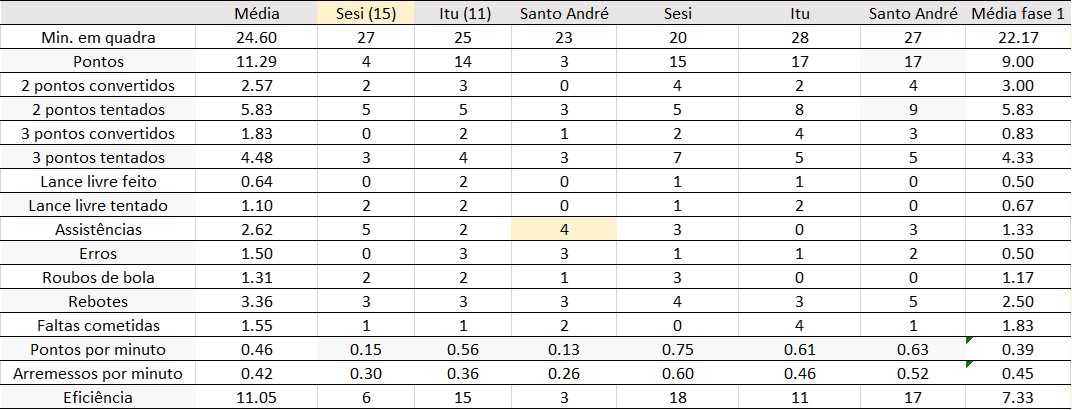 Média Sesi (15) Itu (11) Santo André Sesi Itu Santo André Média fase 1
Min. em quadra 24.60 27 25 23 20 28 27 22.17
Pontos 11.29 4 14 3 15 17 17 9.00
2 pontos convertidos 2.57 2 3 0 4 2 4 3.00
2 pontos tentados 5.83 5 5 3 5 8 9 5.83
3 pontos convertidos 1.83 0 2 1 2 4 3 0.83
3 pontos tentados 4.48 3 4 3 7 5 5 4.33
Lance livre feito 0.64 0 2 0 1 1 0 0.50
Lance livre tentado 1.10 2 2 0 1 2 0 0.67
Assistências 2.62 5 2 4 3 0 3 1.33
Erros 1.50 0 3 3 1 1 2 0.50
Roubos de bola 1.31 2 2 1 3 0 0 1.17
Rebotes 3.36 3 3 3 4 3 5 2.50
Faltas cometidas 1.55 1 1 2 0 4 1 1.83
Pontos por minuto 0.46 0.15 0.56 0.13 0.75 0.61 0.63 0.39
Arremessos por minuto 0.42 0.30 0.36 0.26 0.60 0.46 0.52 0.45
Eficiência 11.05 6 15 3 18 11 17 7.33